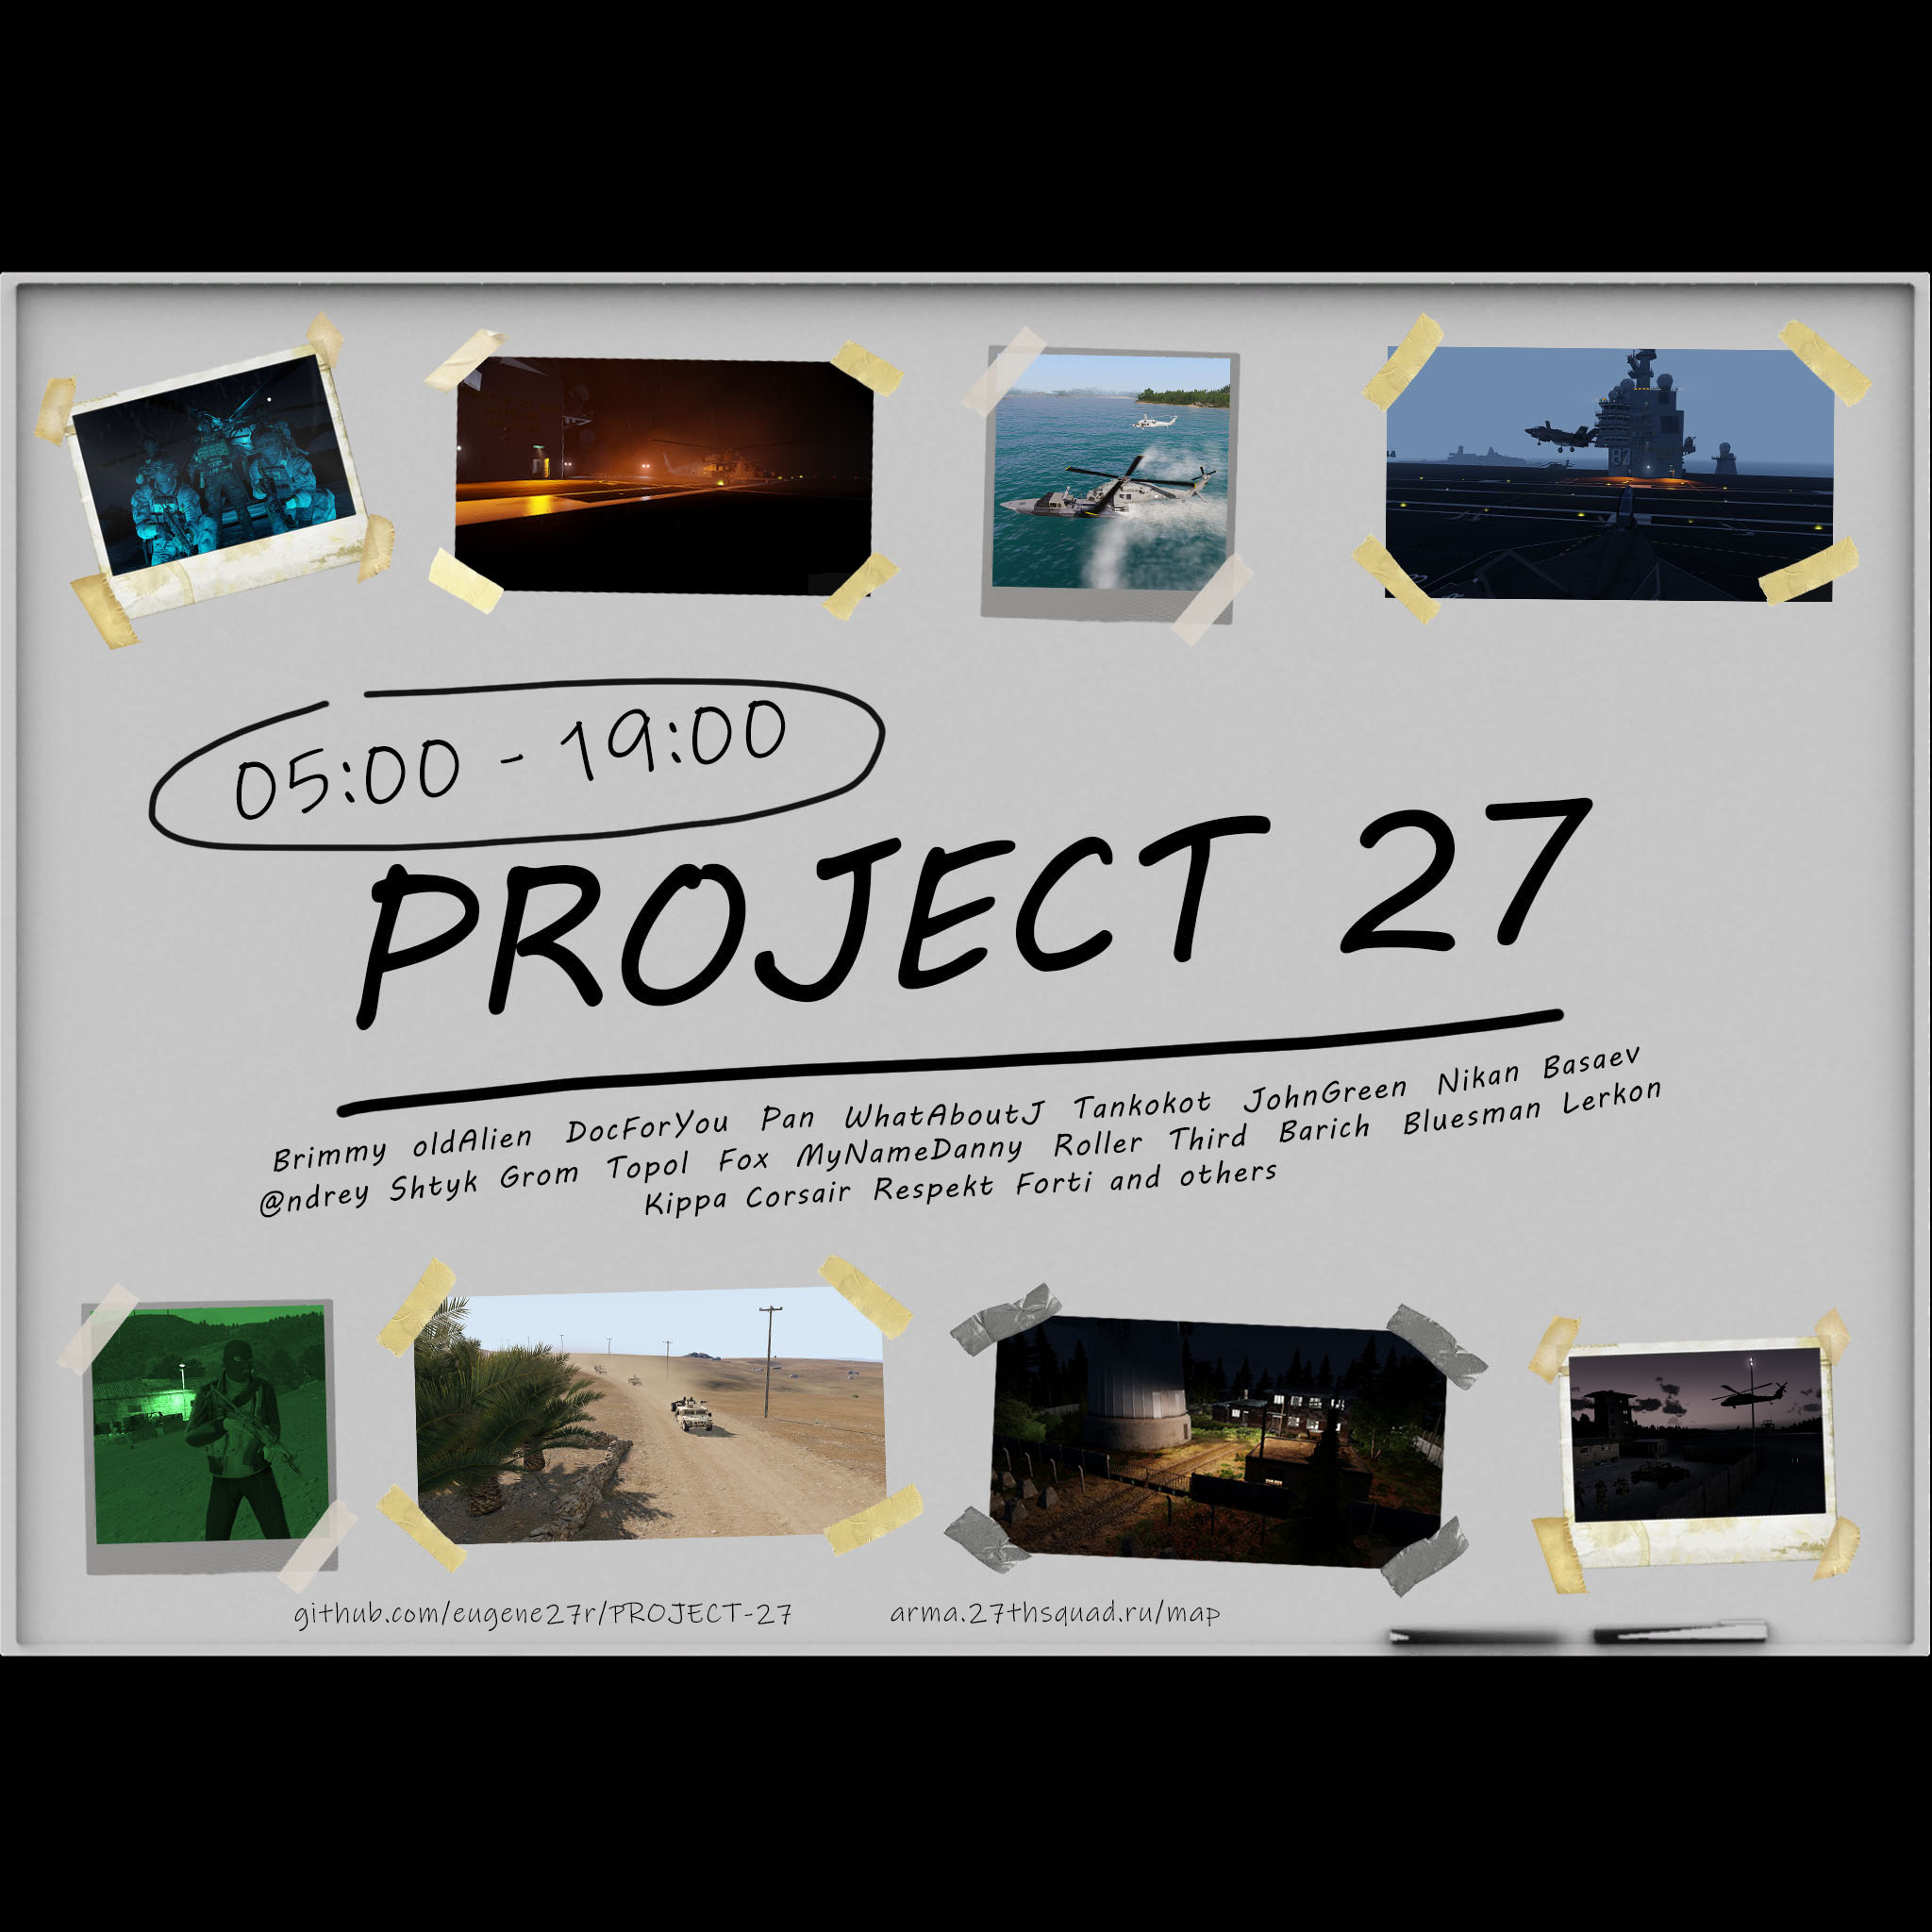 05:00 - 19:00
PROJECT 27
Brimmy oldAlien DocForYou Pan WhatAboutJ Tankokot JohnGreen Nikan Basaev
@ndrey Shtyk Grom Topol Fox MyNameDanny Roller Third Barich Bluesman Lerkon
Kippa Corsair Respekt Forti and others
github.com/eugene27r/PROJECT-27
arma.27thsquad.ru/map